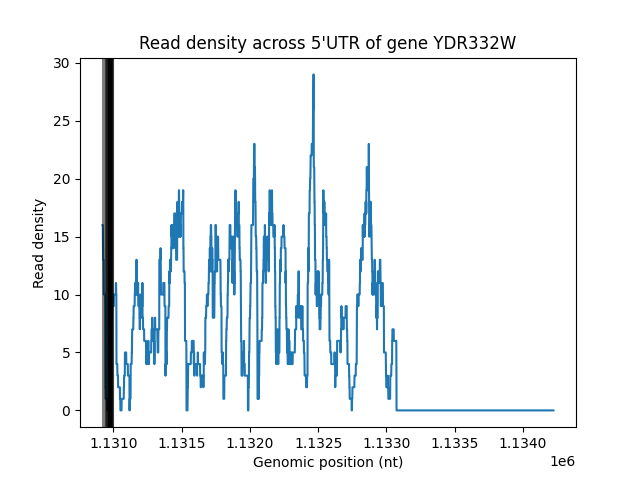 Read density across 5'UTR of gene YDR332W
Read density
30
25
20
15
10
5
0
1.1310 1.1315 1.1320 1.1325 1.1330 1.1335 1.1340
1e6
Genomic position (nt)